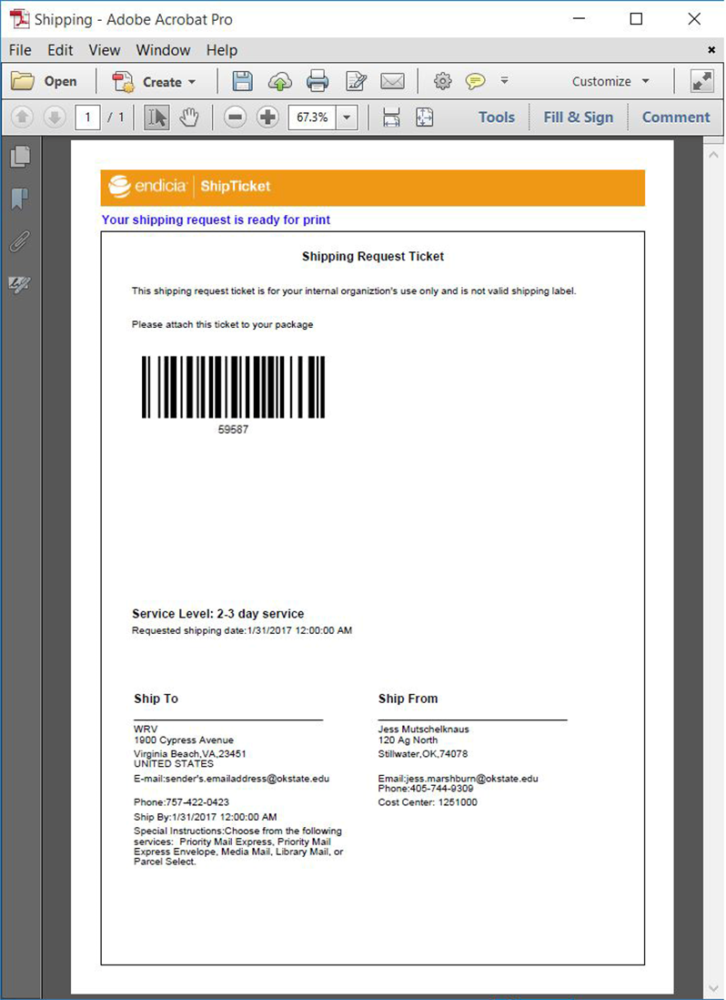 Shipping - Adobe Acrobat Pro
File Edit View Window Help
Open Create Customize
1 / 1 67.3% Tools Fill & Sign Comment
endicia ShipTicket
Your shipping request is ready for print
Shipping Request Ticket
This shipping request ticket is for your internal organiztion's use only and is not valid shipping label.
Please attach this ticket to your package
59587
Service Level: 2-3 day service
Requested shipping date:1/31/2017 12:00:00 AM
Ship To
WRV
1900 Cypress Avenue
Virginia Beach,VA,23451
UNITED STATES
E-mail:sender's.emailaddress@okstate.edu
Phone:757-422-0423
Ship By:1/31/2017 12:00:00 AM
Special Instructions:Choose from the following
services: Priority Mail Express, Priority Mail
Express Envelope, Media Mail, Library Mail, or
Parcel Select.
Ship From
Jess Mutschelknaus
120 Ag North
Stillwater,OK,74078
Email:jess.marshburn@okstate.edu
Phone:405-744-9309
Cost Center: 1251000